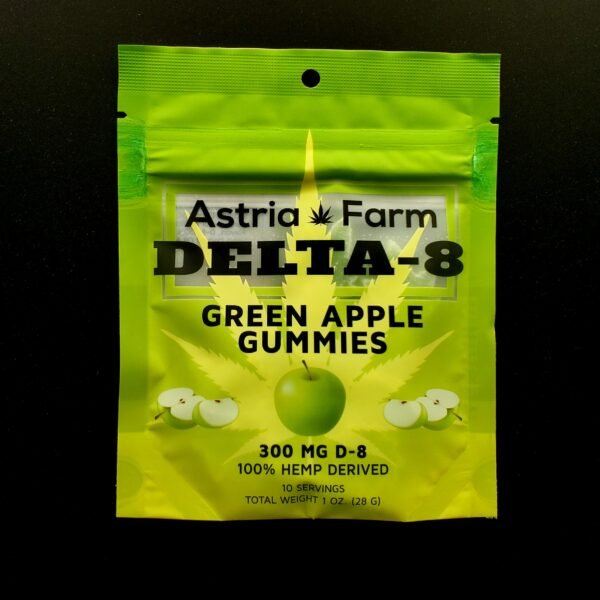 Astria Farm
DELTA-8
GREEN APPLE
GUMMIES
300 MG D-8
100% HEMP DERIVED
10 SERVINGS
TOTAL WEIGHT 1 OZ. (28 G)